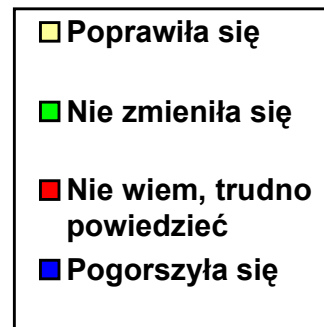 Poprawiła się
Nie zmieniła się
Nie wiem, trudno
powiedzieć
Pogorszyła się